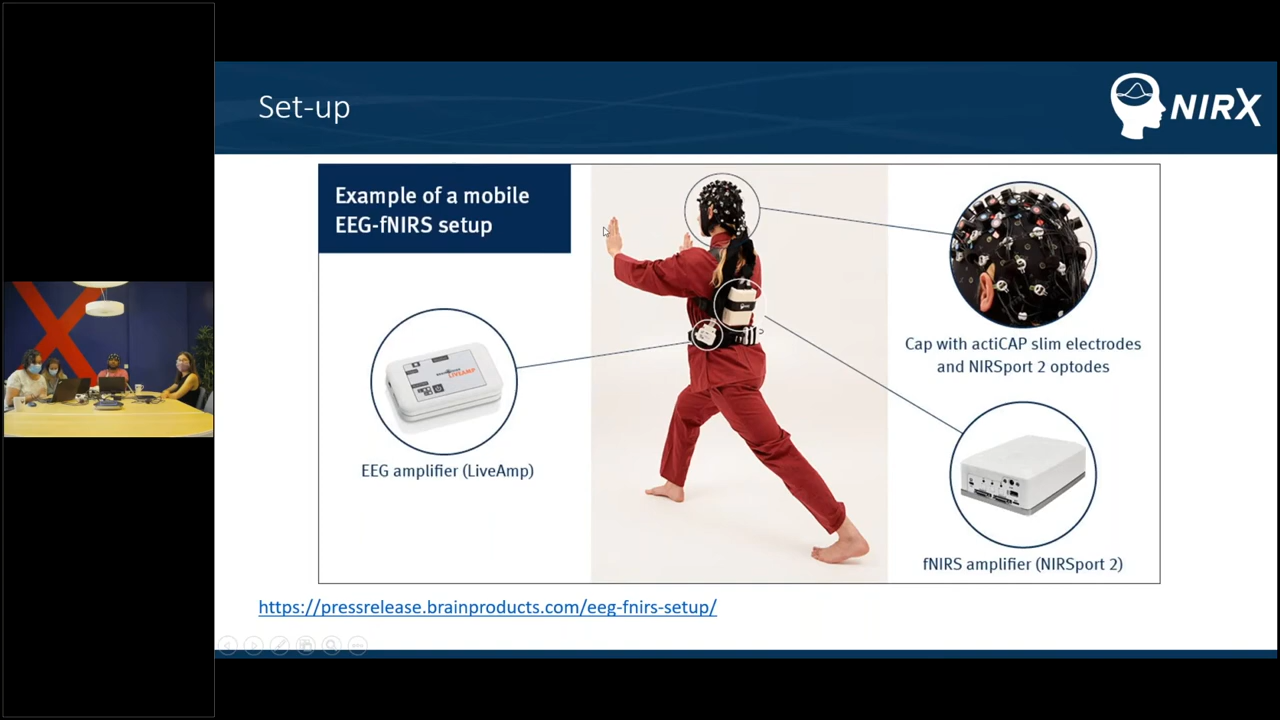 Set-up
NIRX
Example of a mobile
EEG-fNIRS setup
LIVEAMP
EEG amplifier (LiveAmp)
Cap with actiCAP slim electrodes
and NIRSport 2 optodes
fNIRS amplifier (NIRSport 2)
https://pressrelease.brainproducts.com/eeg-fnirs-setup/